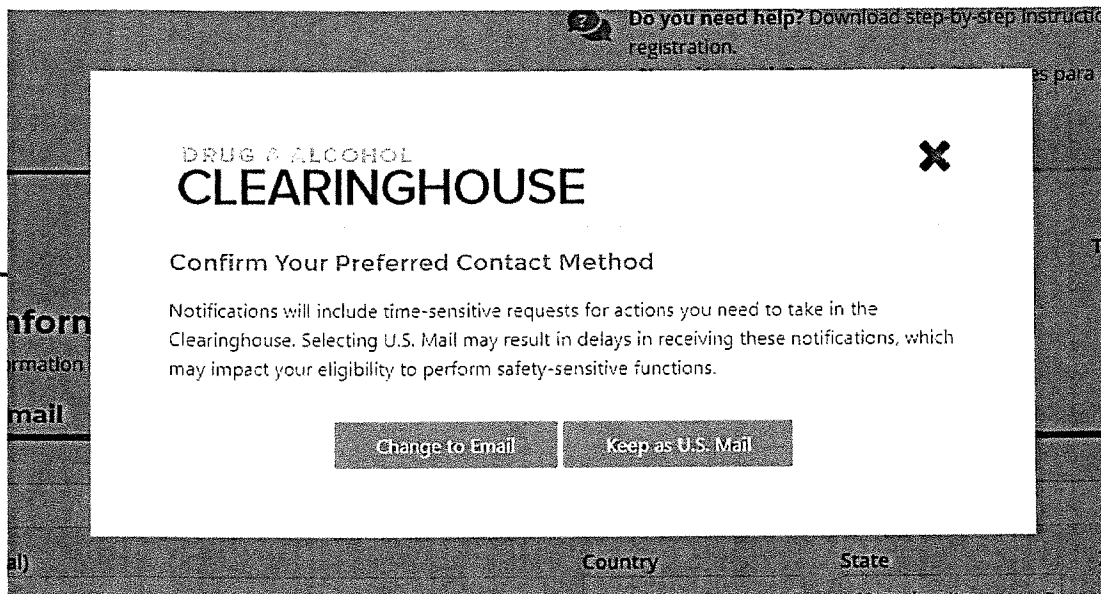 Do you need help? Download step-by-step instructio
registration.
es para
DRUG & ALCOHOL
CLEARINGHOUSE
T
Confirm Your Preferred Contact Method
Notifications will include time-sensitive requests for actions you need to take in the
Clearinghouse. Selecting U.S. Mail may result in delays in receiving these notifications, which
may impact your eligibility to perform safety-sensitive functions.
nforn
ormation
mail
Change to Email
Keep as U.S. Mail
al)
Country
State